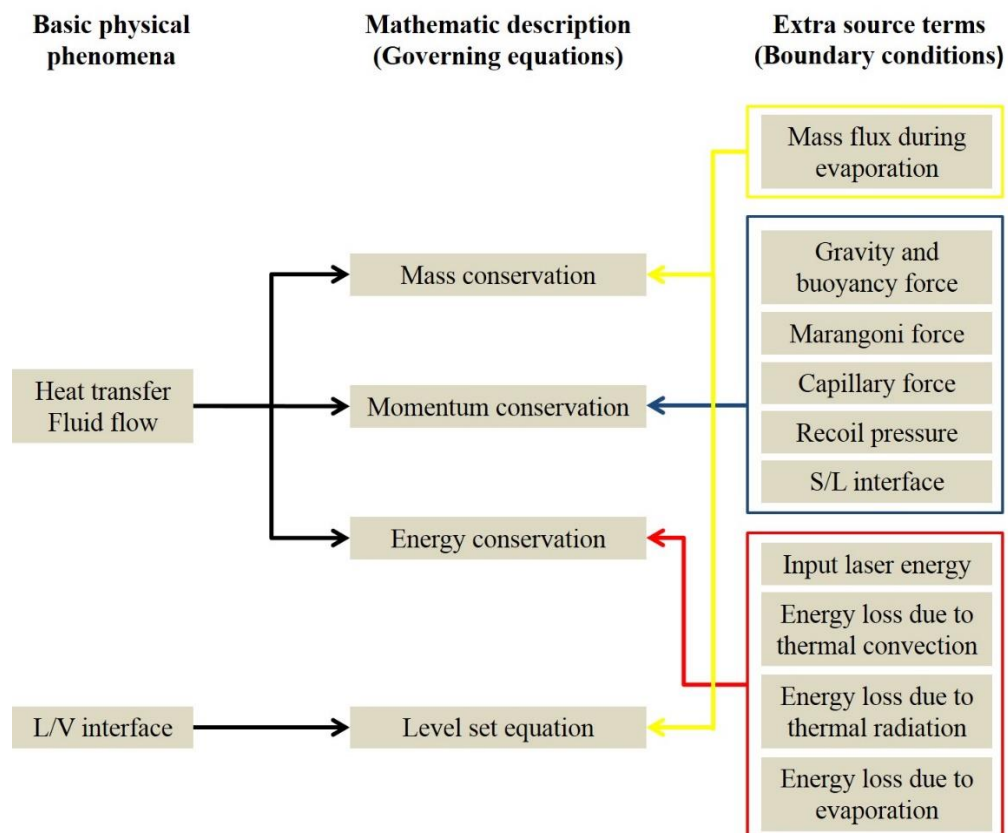 Basic physical
phenomena
Mathematic description
(Governing equations)
Extra source terms
(Boundary conditions)
Heat transfer
Fluid flow
L/V interface
Mass conservation
Momentum conservation
Energy conservation
Level set equation
Mass flux during
evaporation
Gravity and
buoyancy force
Marangoni force
Capillary force
Recoil pressure
S/L interface
Input laser energy
Energy loss due to
thermal convection
Energy loss due to
thermal radiation
Energy loss due to
evaporation